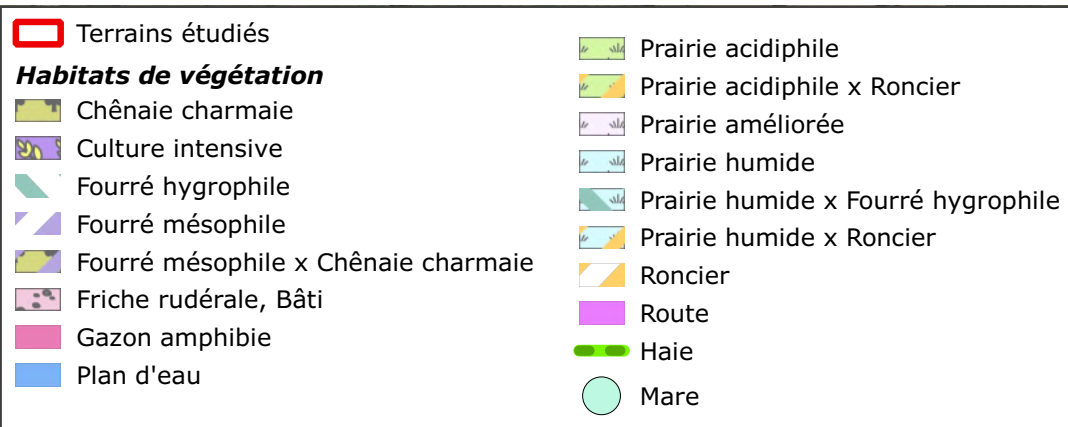 Terrains étudiés
Habitats de végétation
Chênaie charmaie
Culture intensive
Fourré hygrophile
Fourré mésophile
Fourré mésophile x Chênaie charmaie
Friche rudérale, Bâti
Gazon amphibie
Plan d'eau
Prairie acidiphile
Prairie acidiphile x Roncier
Prairie améliorée
Prairie humide
Prairie humide x Fourré hygrophile
Prairie humide x Roncier
Roncier
Route
Haie
Mare